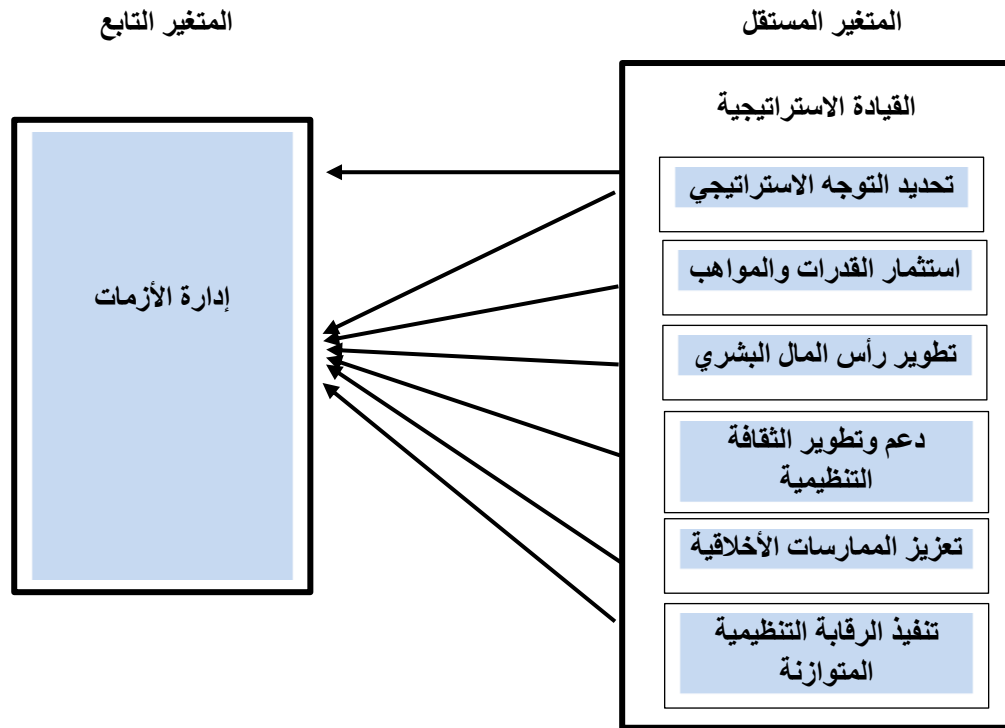 المتغير المستقل
المتغير التابع
القيادة الاستراتيجية
تحديد التوجه الاستراتيجي
استثمار القدرات والمواهب
تطوير رأس المال البشري
دعم وتطوير الثقافة
التنظيمية
تعزيز الممارسات الأخلاقية
تنفيذ الرقابة التنظيمية
المتوازنة
إدارة الأزمات